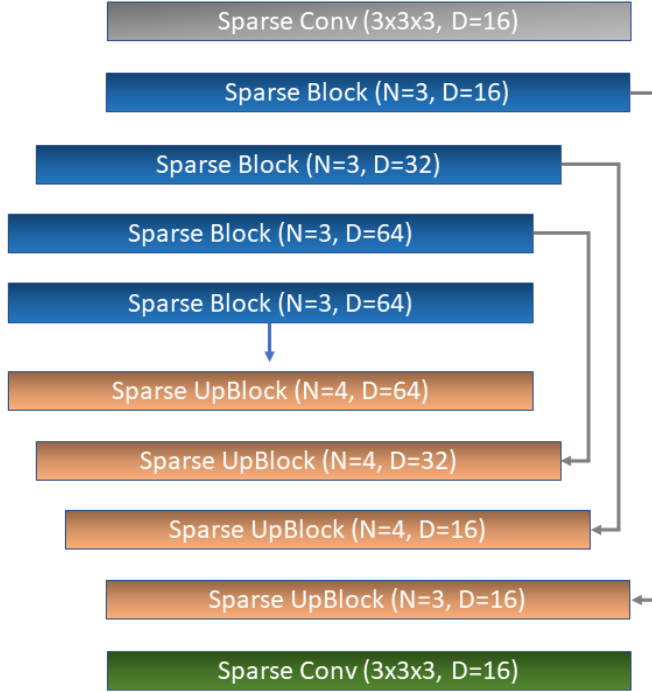 Sparse Conv (3x3x3, D=16)
Sparse Block (N=3, D=16)
Sparse Block (N=3, D=32)
Sparse Block (N=3, D=64)
Sparse Block (N=3, D=64)
Sparse UpBlock (N=4, D=64)
Sparse UpBlock (N=4, D=32)
Sparse UpBlock (N=4, D=16)
Sparse UpBlock (N=3, D=16)
Sparse Conv (3x3x3, D=16)